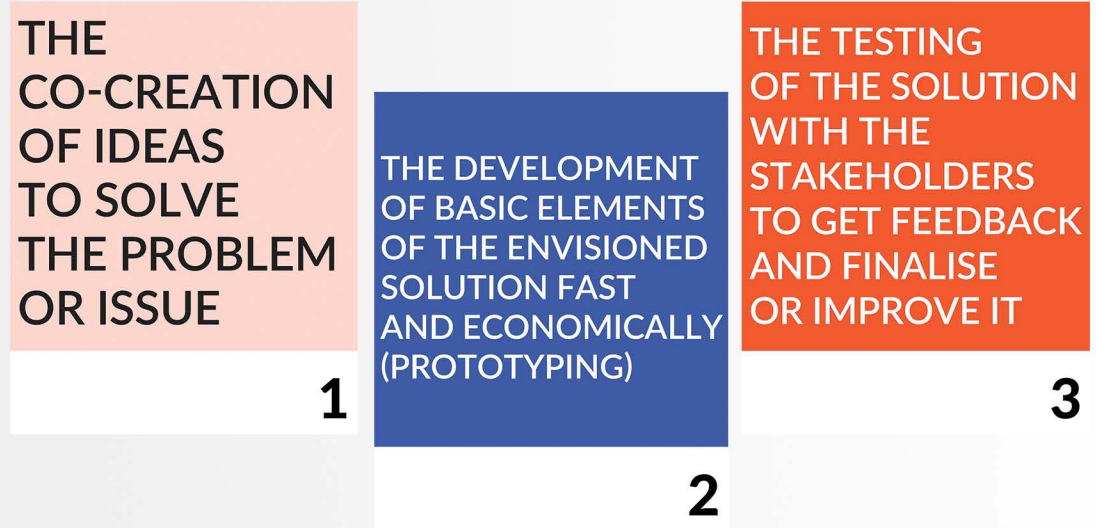 THE
CO-CREATION
OF IDEAS
TO SOLVE
THE PROBLEM
OR ISSUE
1
THE DEVELOPMENT
OF BASIC ELEMENTS
OF THE ENVISIONED
SOLUTION FAST
AND ECONOMICALLY
(PROTOTYPING)
2
THE TESTING
OF THE SOLUTION
WITH THE
STAKEHOLDERS
TO GET FEEDBACK
AND FINALISE
OR IMPROVE IT
3